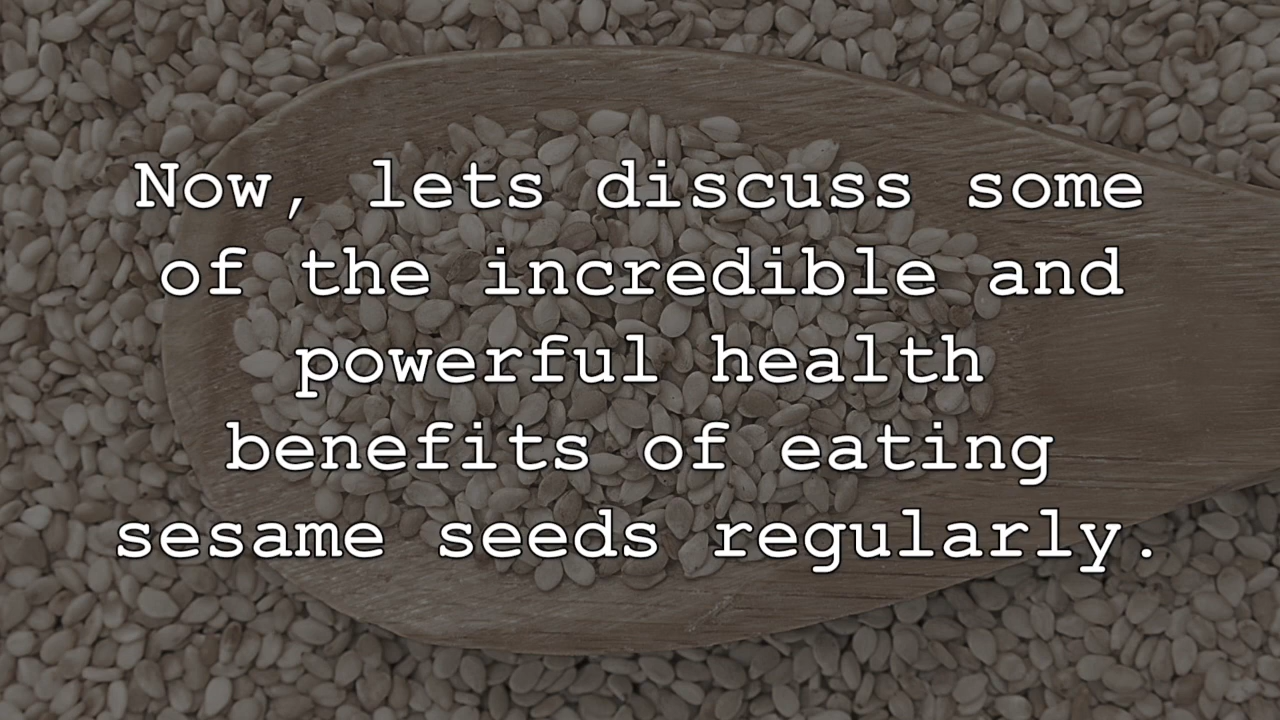 Now, lets discuss some
of the incredible and
powerful health
benefits of eating
sesame seeds regularly.